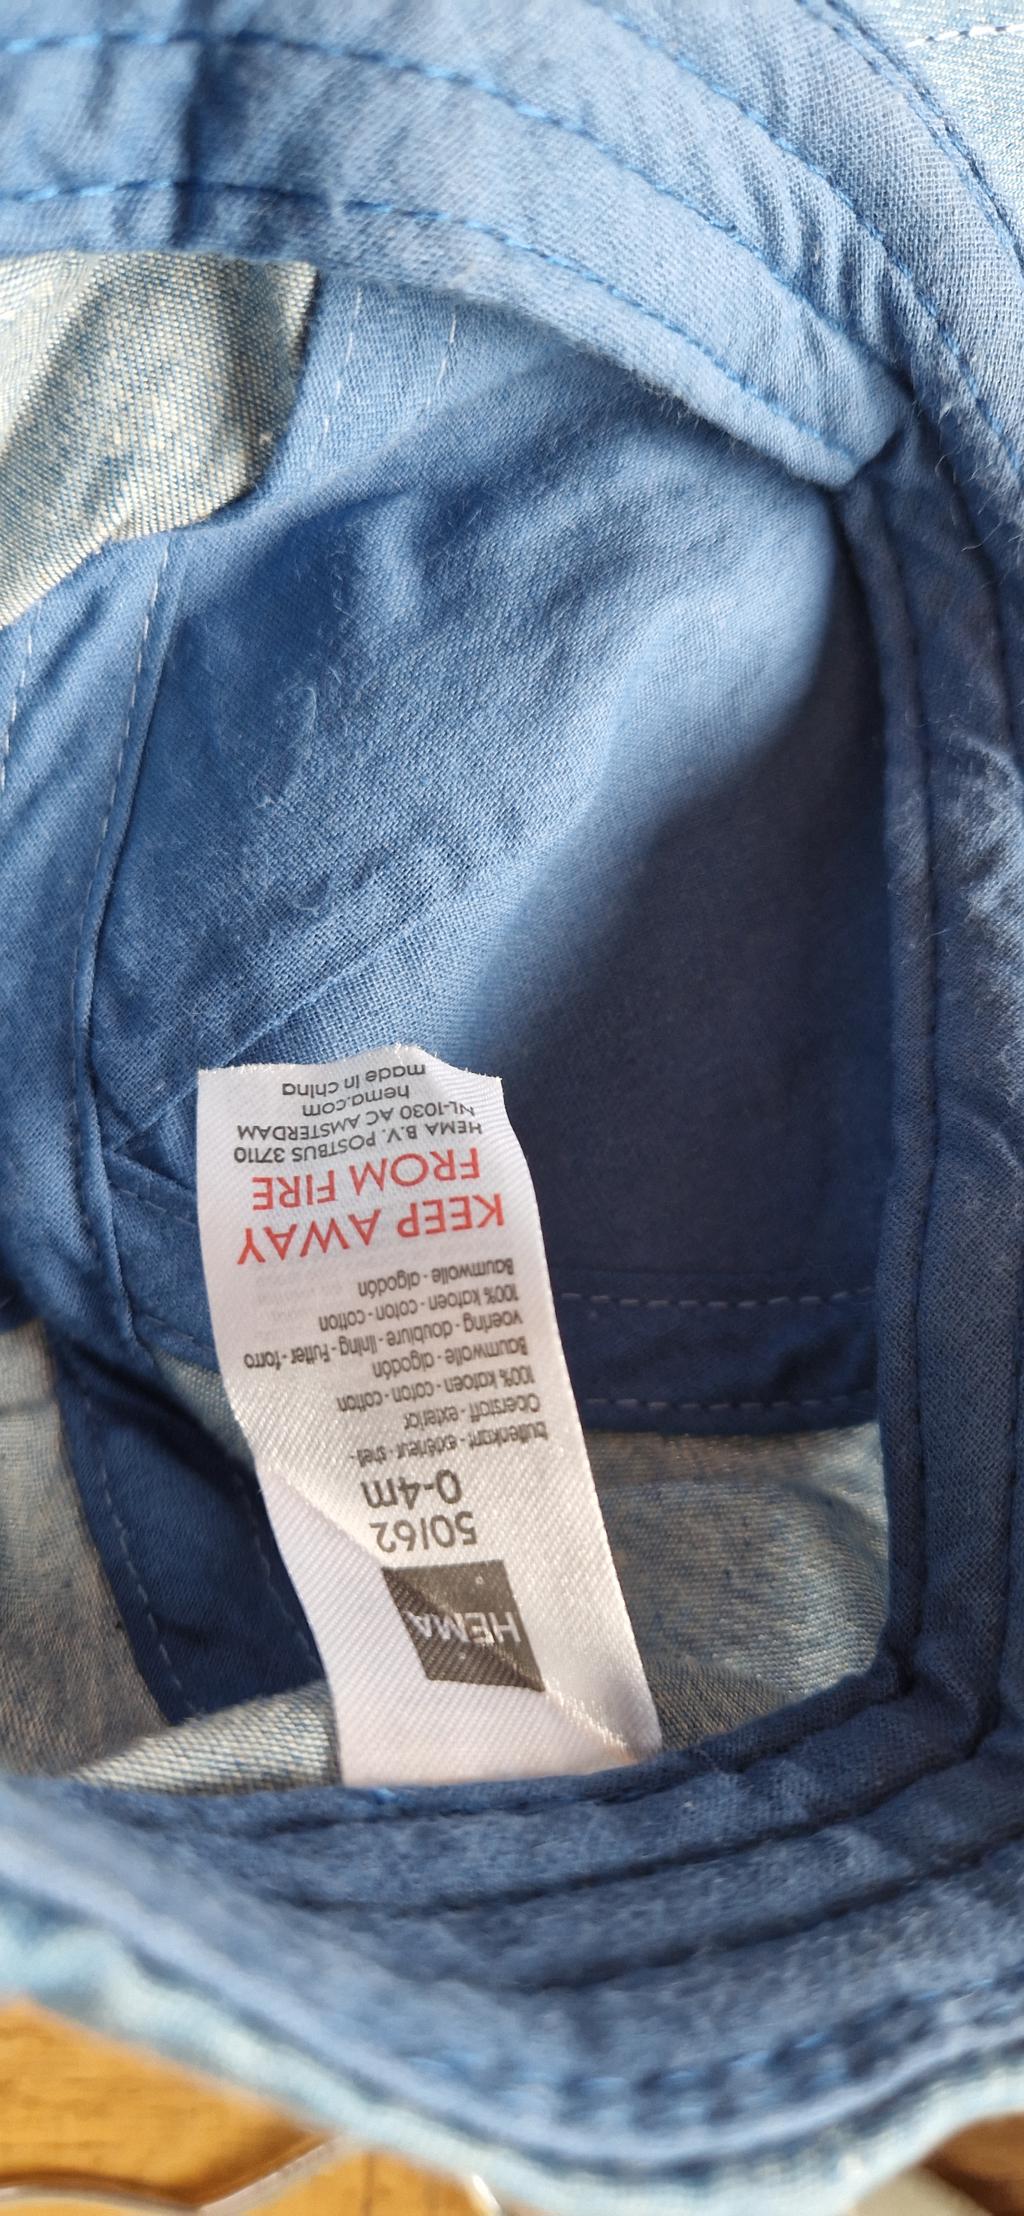 HEMA
50/62
0-4m
buitenkant - extérieur - shell -
Oberstoff - exterior
100% katoen - coton - cotton
Baumwolle - algodón
voering - doublure - lining - Futter - forro
100% katoen - coton - cotton
Baumwolle - algodón
KEEP AWAY
FROM FIRE
HEMA B.V. POSTBUS 37110
NL-1030 AC AMSTERDAM
hema.com
made in china